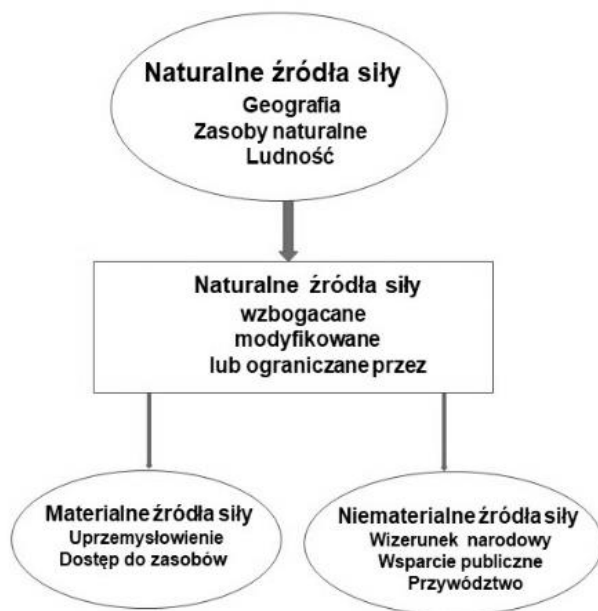 Naturalne źródła siły
Geografia
Zasoby naturalne
Ludność
Naturalne źródła siły
wzbogacane
modyfikowane
lub ograniczane przez
Materialne źródła siły
Uprzemysłowienie
Dostęp do zasobów
Niematerialne źródła siły
Wizerunek narodowy
Wsparcie publiczne
Przywództwo